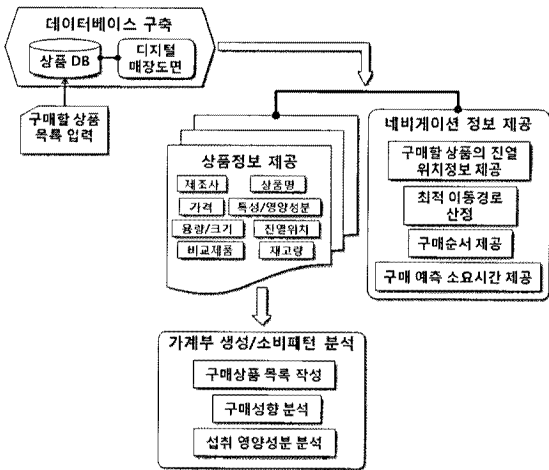 데이터베이스 구축
상품 DB
디지털
매장도면
구매할 상품
목록 입력
상품정보 제공
제조사
상품명
가격
특성/영양성분
용량/크기
진열위치
비교제품
재고량
네비게이션 정보 제공
구매할 상품의 진열
위치정보 제공
최적 이동경로
산정
구매순서 제공
구매 예측 소요시간 제공
가계부 생성/소비패턴 분석
구매상품 목록 작성
구매성향 분석
섭취 영양성분 분석